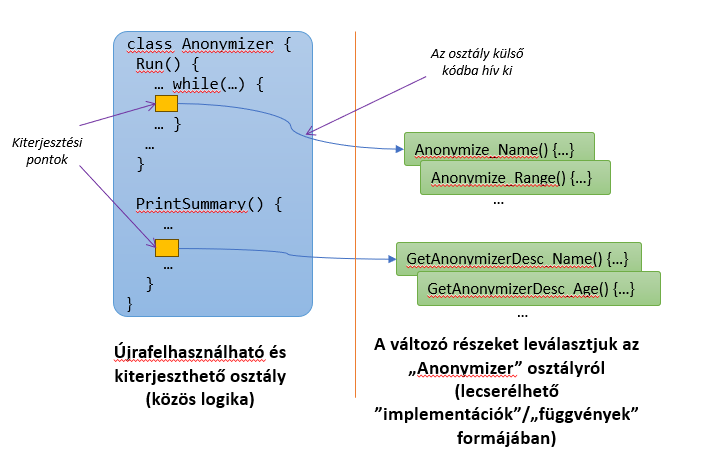 class Anonymizer {
Run() {
… while(…) {
… }
…
}
PrintSummary() {
…
…
}
}
Kiterjesztési
pontok
Az osztály külső
kódba hív ki
Anonymize_Name() {…}
Anonymize_Range() {…}
…
GetAnonymizerDesc_Name() {…}
GetAnonymizerDesc_Age() {…}
…
Újrafelhasználható és
kiterjeszthető osztály
(közös logika)
A változó részeket leválasztjuk az
„Anonymizer” osztályról
(lecserélhető
”implementációk”/„függvények”
formájában)